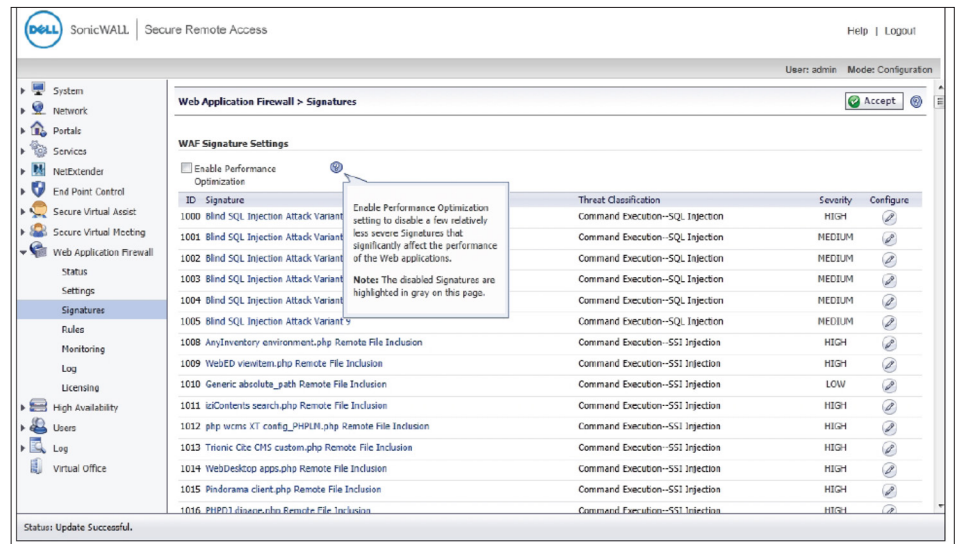 DELL SonicWALL | Secure Remote Access
Help | Logout
User: admin Mode: Configuration
System
Network
Portals
Services
NetExtender
End Point Control
Secure Virtual Assist
Secure Virtual Meeting
Web Application Firewall
Status
Settings
Signatures
Rules
Monitoring
Log
Licensing
High Availability
Users
Log
Virtual Office
Web Application Firewall > Signatures
Accept
WAF Signature Settings
Enable Performance
Optimization
Enable Performance Optimization
setting to disable a few relatively
less severe Signatures that
significantly affect the performance
of the Web applications.
Note: The disabled Signatures are
highlighted in gray on this page.
ID Signature Threat Classification Severity Configure
1000 Blind SQL Injection Attack Variant Command Execution--SQL Injection HIGH
1001 Blind SQL Injection Attack Variant Command Execution--SQL Injection MEDIUM
1002 Blind SQL Injection Attack Variant Command Execution--SQL Injection MEDIUM
1003 Blind SQL Injection Attack Variant Command Execution--SQL Injection MEDIUM
1004 Blind SQL Injection Attack Variant Command Execution--SQL Injection MEDIUM
1005 Blind SQL Injection Attack Variant 9 Command Execution--SQL Injection MEDIUM
1008 AnyInventory environment.php Remote File Inclusion Command Execution--SSI Injection HIGH
1009 WebED viewitem.php Remote File Inclusion Command Execution--SSI Injection HIGH
1010 Generic absolute_path Remote File Inclusion Command Execution--SSI Injection LOW
1011 iziContents search.php Remote File Inclusion Command Execution--SSI Injection HIGH
1012 php wcms XT config_PHPLM.php Remote File Inclusion Command Execution--SSI Injection HIGH
1013 Trionic Cite CMS custom.php Remote File Inclusion Command Execution--SSI Injection HIGH
1014 WebDesktop apps.php Remote File Inclusion Command Execution--SSI Injection HIGH
1015 Pindorama client.php Remote File Inclusion Command Execution--SSI Injection HIGH
1016 Remote File Inclusion Command Execution--SSI Injection HIGH
Status: Update Successful.